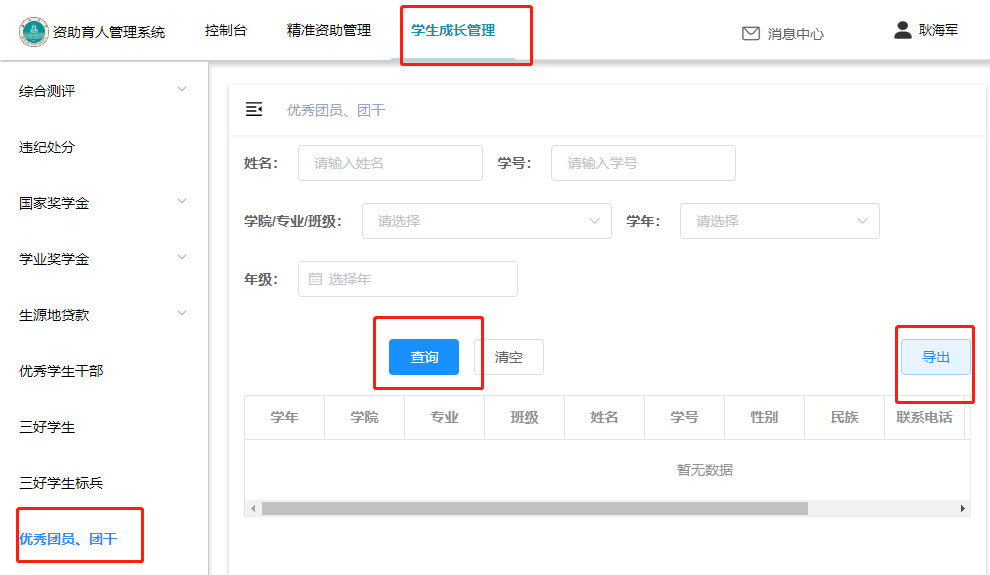 资助育人管理系统 控制台 精准资助管理 学生成长管理 消息中心 耿海军
综合测评
违纪处分
国家奖学金
学业奖学金
生源地贷款
优秀学生干部
三好学生
三好学生标兵
优秀团员、团干
优秀团员、团干
姓名： 请输入姓名 学号： 请输入学号
学院/专业/班级： 请选择 学年： 请选择
年级： 选择年
查询 清空 导出
学年 学院 专业 班级 姓名 学号 性别 民族 联系电话
暂无数据